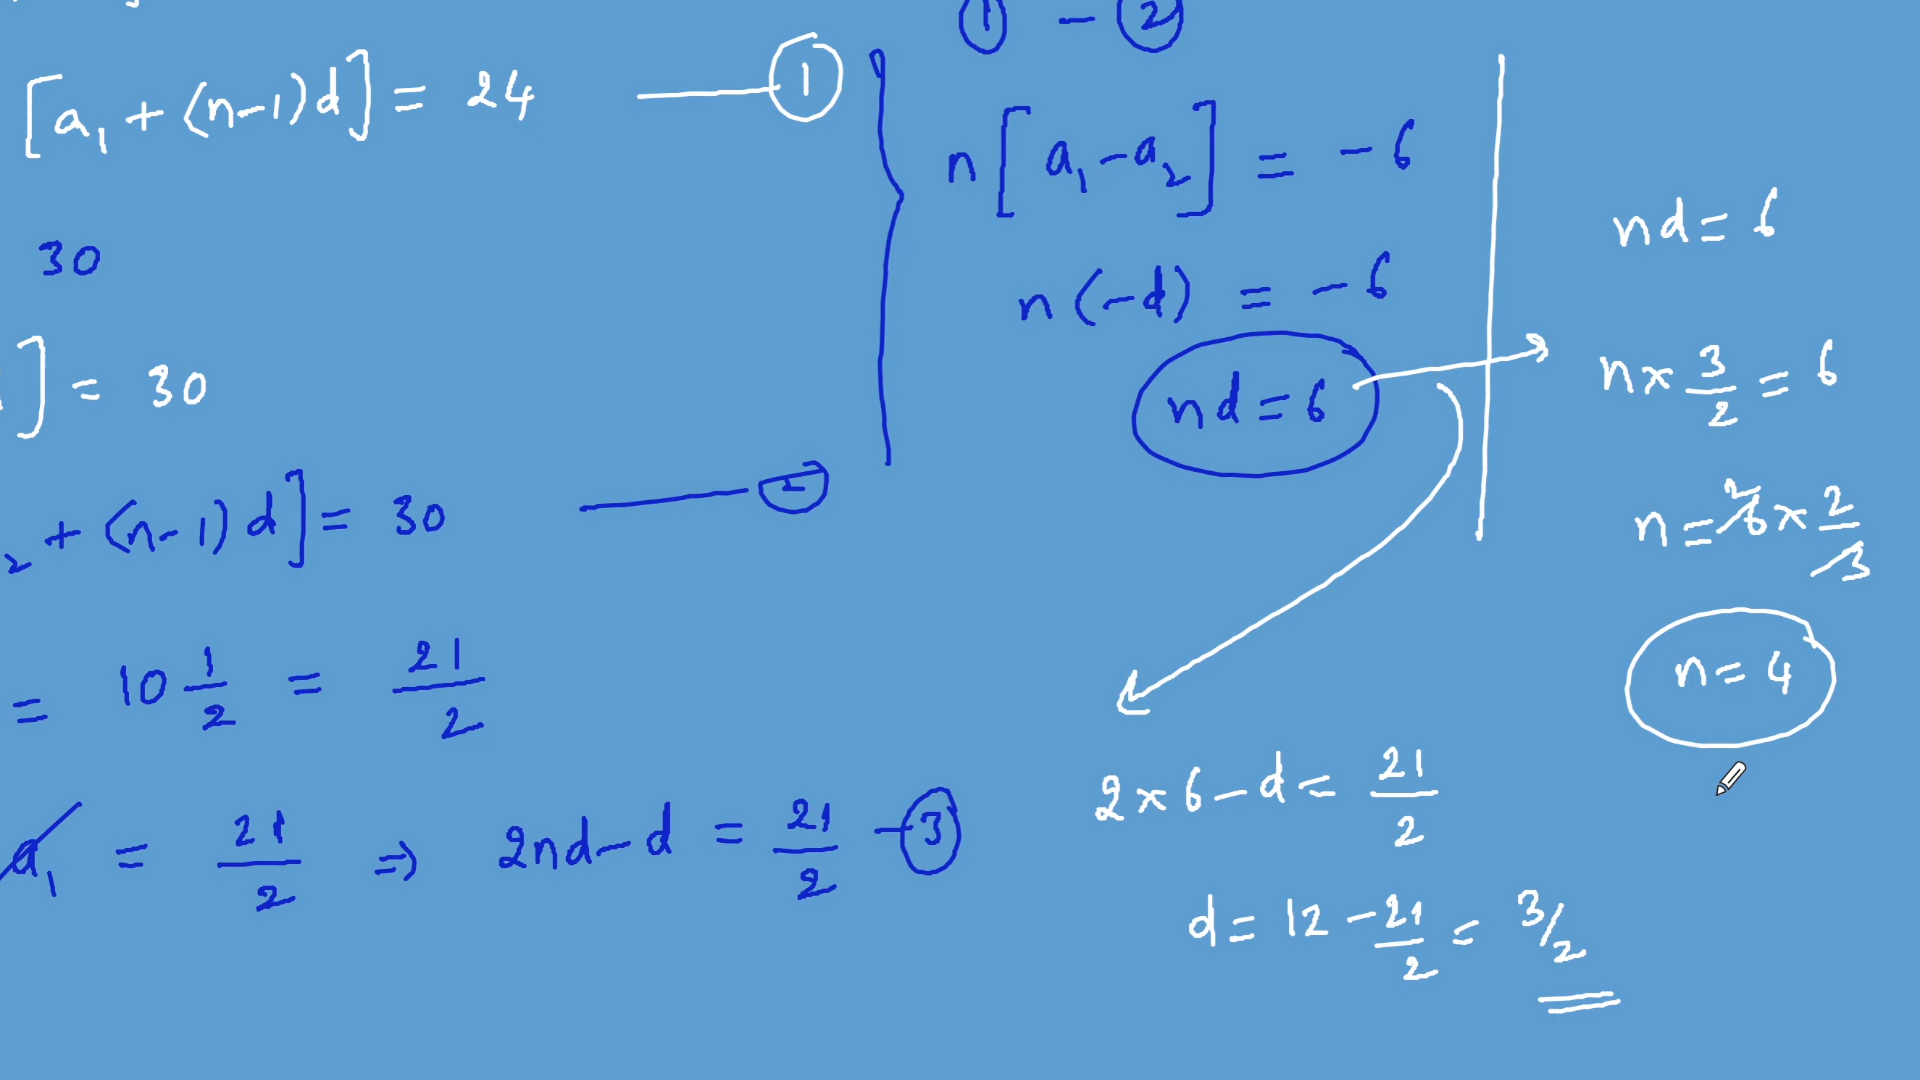 [a₁ + (n-1)d] = 24 — ①
30
] = 30
₂ + (n-1)d] = 30 — ②
= 10 1/2 = 21/2
a₁ = 21/2 ⇒ 2nd - d = 21/2 - ③
① - ②
n[a₁ - a₂] = -6
n(-d) = -6
nd = 6
2 × 6 - d = 21/2
d = 12 - 21/2 = 3/2
nd = 6
n × 3/2 = 6
n = 6 2 × 2/3
n = 4